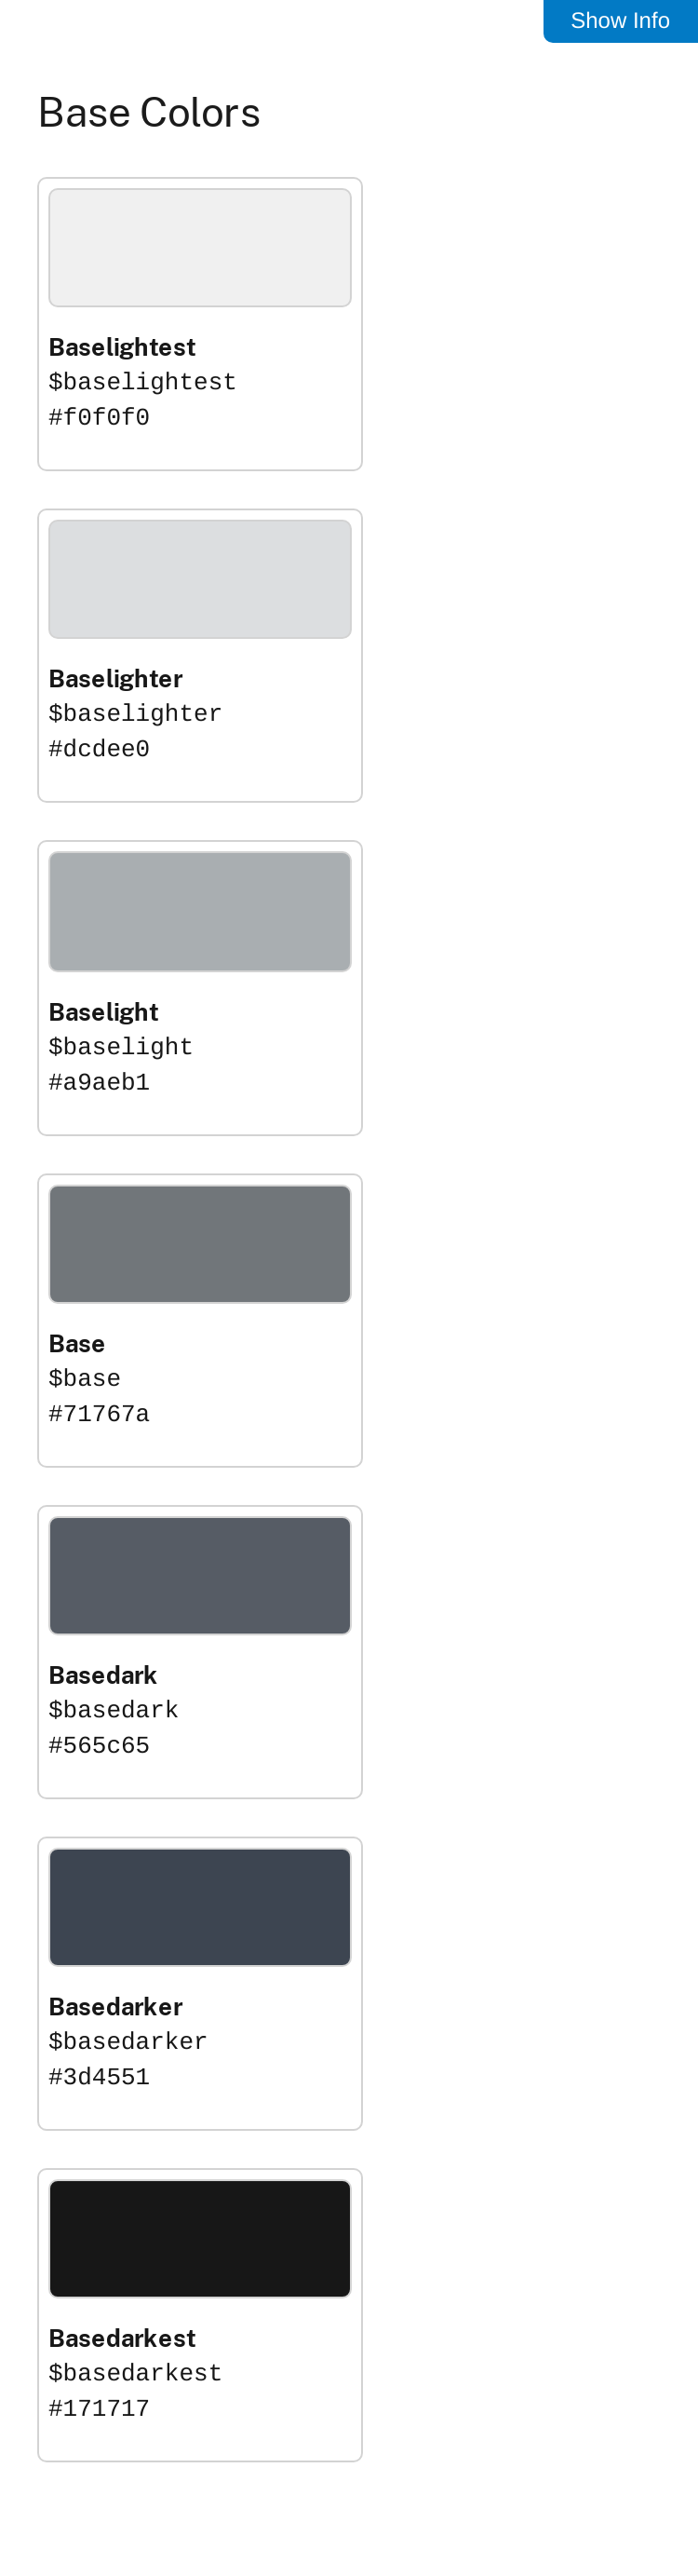 Show Info
Base Colors
Baselightest
$baselightest
#f0f0f0
Baselighter
$baselighter
#dcdee0
Baselight
$baselight
#a9aeb1
Base
$base
#71767a
Basedark
$basedark
#565c65
Basedarker
$basedarker
#3d4551
Basedarkest
$basedarkest
#171717